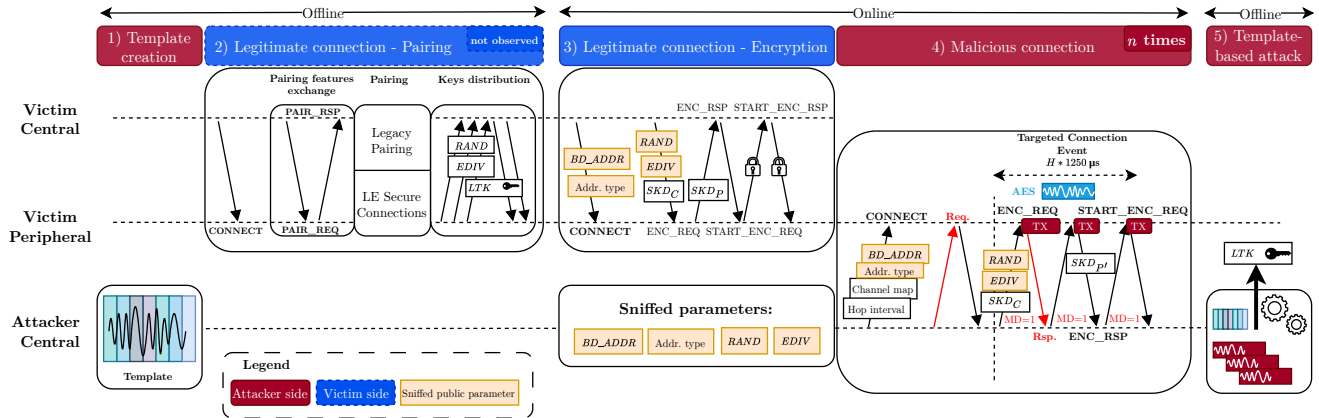 Offline
Online
Offline
1) Template
creation
2) Legitimate connection - Pairing
not observed
3) Legitimate connection - Encryption
4) Malicious connection
n times
5) Template-
based attack
Victim
Central
Victim
Peripheral
Attacker
Central
Pairing features
exchange
Pairing
Keys distribution
PAIR_RSP
Legacy
Pairing
LE Secure
Connections
RAND
EDIV
LTK
CONNECT
PAIR_REQ
ENC_RSP
START_ENC_RSP
BD_ADDR
Addr. type
RAND
EDIV
SKD_C
SKD_P
CONNECT
ENC_REQ
START_ENC_REQ
Targeted Connection
Event
H * 1250 µs
AES
CONNECT
Req.
ENC_REQ
START_ENC_REQ
TX
TX
TX
BD_ADDR
Addr. type
Channel map
Hop interval
RAND
EDIV
SKD_C
SKD_P′
MD=1
MD=1
MD=1
Rsp.
ENC_RSP
LTK
Template
Sniffed parameters:
BD_ADDR
Addr. type
RAND
EDIV
Legend
Attacker side
Victim side
Sniffed public parameter